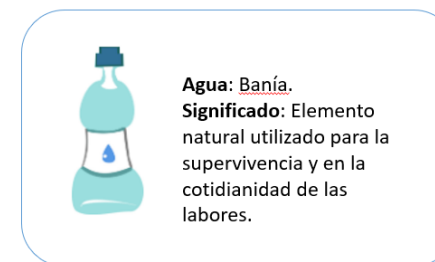 Agua: Banía.
Significado: Elemento
natural utilizado para la
supervivencia y en la
cotidianidad de las
labores.